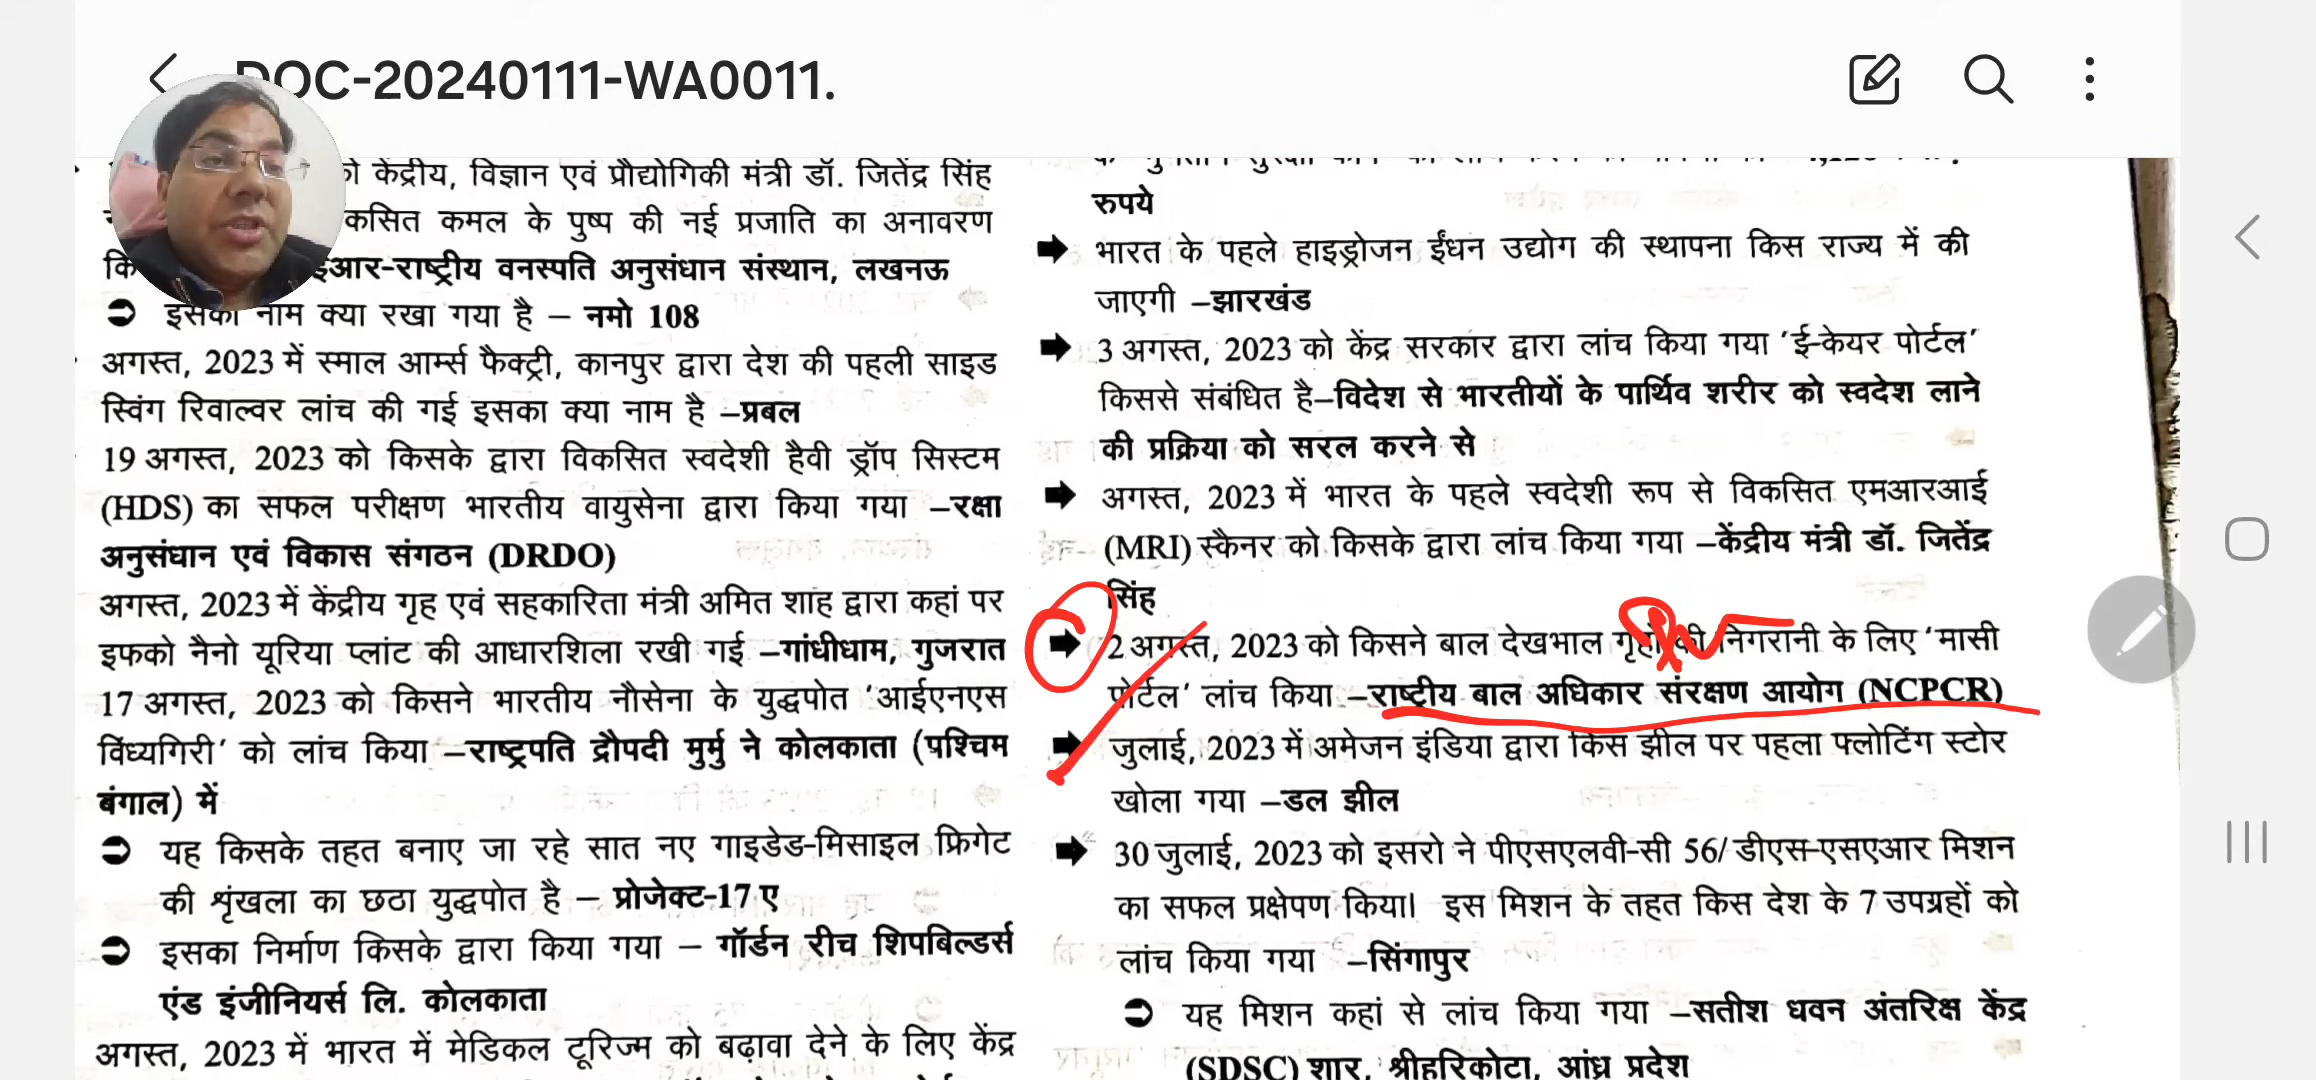 DOC-20240111-WA0011.
को केंद्रीय, विज्ञान एवं प्रौद्योगिकी मंत्री डॉ. जितेंद्र सिंह
कमल के पुष्प की नई प्रजाति का अनावरण
राष्ट्रीय वनस्पति अनुसंधान संस्थान, लखनऊ
इसका नाम क्या रखा गया है – नमो 108
अगस्त, 2023 में स्माल आर्म्स फैक्ट्री, कानपुर द्वारा देश की पहली साइड
स्विंग रिवाल्वर लांच की गई इसका क्या नाम है –प्रबल
19 अगस्त, 2023 को किसके द्वारा विकसित स्वदेशी हैवी ड्रॉप सिस्टम
(HDS) का सफल परीक्षण भारतीय वायुसेना द्वारा किया गया –रक्षा
अनुसंधान एवं विकास संगठन (DRDO)
अगस्त, 2023 में केंद्रीय गृह एवं सहकारिता मंत्री अमित शाह द्वारा कहां पर
इफको नैनो यूरिया प्लांट की आधारशिला रखी गई –गांधीधाम, गुजरात
17 अगस्त, 2023 को किसने भारतीय नौसेना के युद्धपोत 'आईएनएस
विंध्यगिरी' को लांच किया –राष्ट्रपति द्रौपदी मुर्मु ने कोलकाता (पश्चिम
बंगाल) में
यह किसके तहत बनाए जा रहे सात नए गाइडेड-मिसाइल फ्रिगेट
की श‍ृंखला का छठा युद्धपोत है – प्रोजेक्ट-17 ए
इसका निर्माण किसके द्वारा किया गया – गॉर्डन रीच शिपबिल्डर्स
एंड इंजीनियर्स लि. कोलकाता
अगस्त, 2023 में भारत में मेडिकल टूरिज्म को बढ़ावा देने के लिए केंद्र
रुपये
भारत के पहले हाइड्रोजन ईंधन उद्योग की स्थापना किस राज्य में की
जाएगी –झारखंड
3 अगस्त, 2023 को केंद्र सरकार द्वारा लांच किया गया 'ई-केयर पोर्टल'
किससे संबंधित है–विदेश से भारतीयों के पार्थिव शरीर को स्वदेश लाने
की प्रक्रिया को सरल करने से
अगस्त, 2023 में भारत के पहले स्वदेशी रूप से विकसित एमआरआई
(MRI) स्कैनर को किसके द्वारा लांच किया गया –केंद्रीय मंत्री डॉ. जितेंद्र
सिंह
2 अगस्त, 2023 को किसने बाल देखभाल गृहों की निगरानी के लिए 'मासी
पोर्टल' लांच किया –राष्ट्रीय बाल अधिकार संरक्षण आयोग (NCPCR)
जुलाई, 2023 में अमेजन इंडिया द्वारा किस झील पर पहला फ्लोटिंग स्टोर
खोला गया –डल झील
30 जुलाई, 2023 को इसरो ने पीएसएलवी-सी 56/ डीएस-एसएआर मिशन
का सफल प्रक्षेपण किया। इस मिशन के तहत किस देश के 7 उपग्रहों को
लांच किया गया –सिंगापुर
यह मिशन कहां से लांच किया गया –सतीश धवन अंतरिक्ष केंद्र
(SDSC) शार, श्रीहरिकोटा, आंध्र प्रदेश